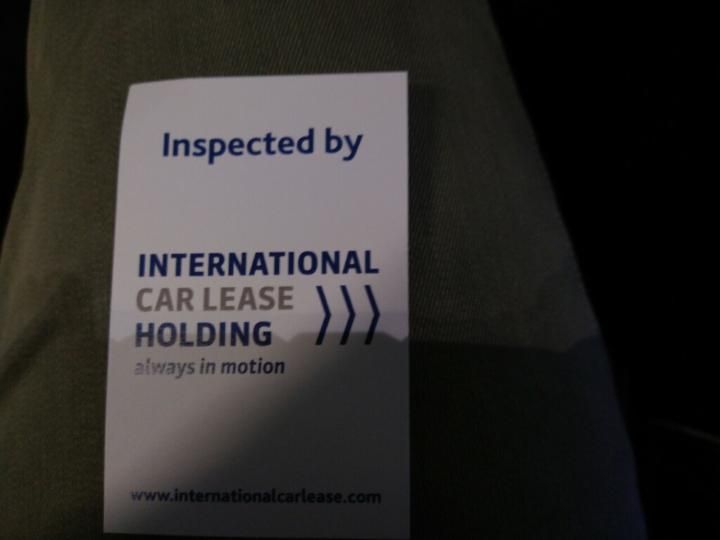 Inspected by
INTERNATIONAL
CAR LEASE
HOLDING
always in motion
www.internationalcarlease.com